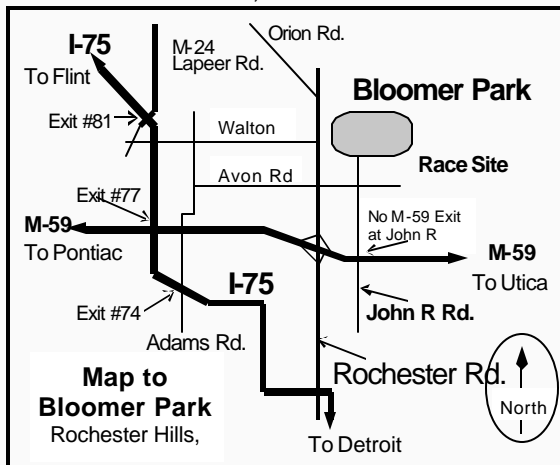 Orion Rd.
I-75
M-24
Lapeer Rd.
To Flint
Bloomer Park
Exit #81
Walton
Race Site
Avon Rd
Exit #77
No M-59 Exit
at John R
M-59
To Pontiac
M-59
To Utica
I-75
Exit #74
John R Rd.
Adams Rd.
Map to
Bloomer Park
Rochester Hills,
Rochester Rd.
North
To Detroit